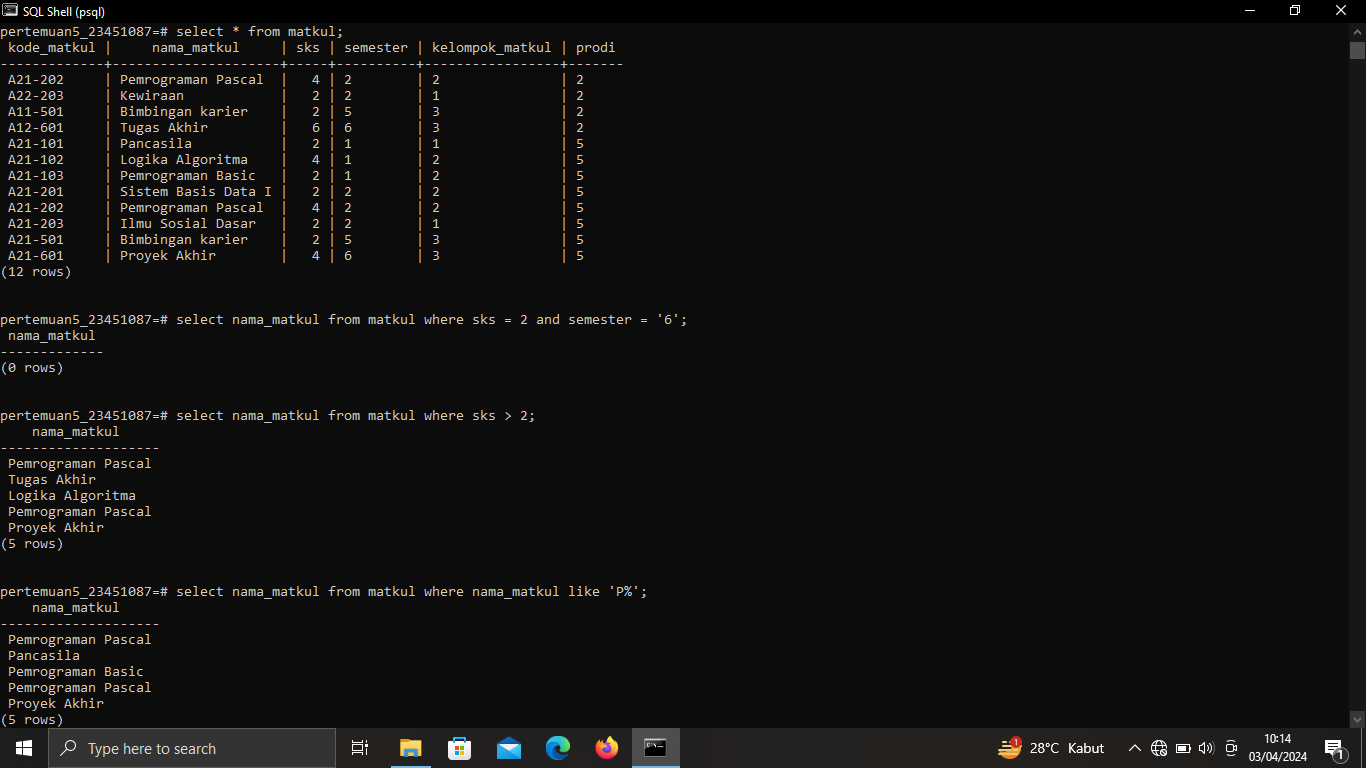 SQL Shell (psql)
pertemuan5_23451087=# select * from matkul;
 kode_matkul |     nama_matkul     | sks | semester | kelompok_matkul | prodi
-------------+---------------------+-----+----------+-----------------+-------
 A21-202     | Pemrograman Pascal  |   4 | 2        | 2               | 2
 A22-203     | Kewiraan            |   2 | 2        | 1               | 2
 A11-501     | Bimbingan karier    |   2 | 5        | 3               | 2
 A12-601     | Tugas Akhir         |   6 | 6        | 3               | 2
 A21-101     | Pancasila           |   2 | 1        | 1               | 5
 A21-102     | Logika Algoritma    |   4 | 1        | 2               | 5
 A21-103     | Pemrograman Basic   |   2 | 1        | 2               | 5
 A21-201     | Sistem Basis Data I |   2 | 2        | 2               | 5
 A21-202     | Pemrograman Pascal  |   4 | 2        | 2               | 5
 A21-203     | Ilmu Sosial Dasar   |   2 | 2        | 1               | 5
 A21-501     | Bimbingan karier    |   2 | 5        | 3               | 5
 A21-601     | Proyek Akhir        |   4 | 6        | 3               | 5
(12 rows)
pertemuan5_23451087=# select nama_matkul from matkul where sks = 2 and semester = '6';
 nama_matkul
-------------
(0 rows)
pertemuan5_23451087=# select nama_matkul from matkul where sks > 2;
    nama_matkul
--------------------
 Pemrograman Pascal
 Tugas Akhir
 Logika Algoritma
 Pemrograman Pascal
 Proyek Akhir
(5 rows)
pertemuan5_23451087=# select nama_matkul from matkul where nama_matkul like 'P%';
    nama_matkul
--------------------
 Pemrograman Pascal
 Pancasila
 Pemrograman Basic
 Pemrograman Pascal
 Proyek Akhir
(5 rows)
Type here to search
1
28°C Kabut
10:14
03/04/2024
1